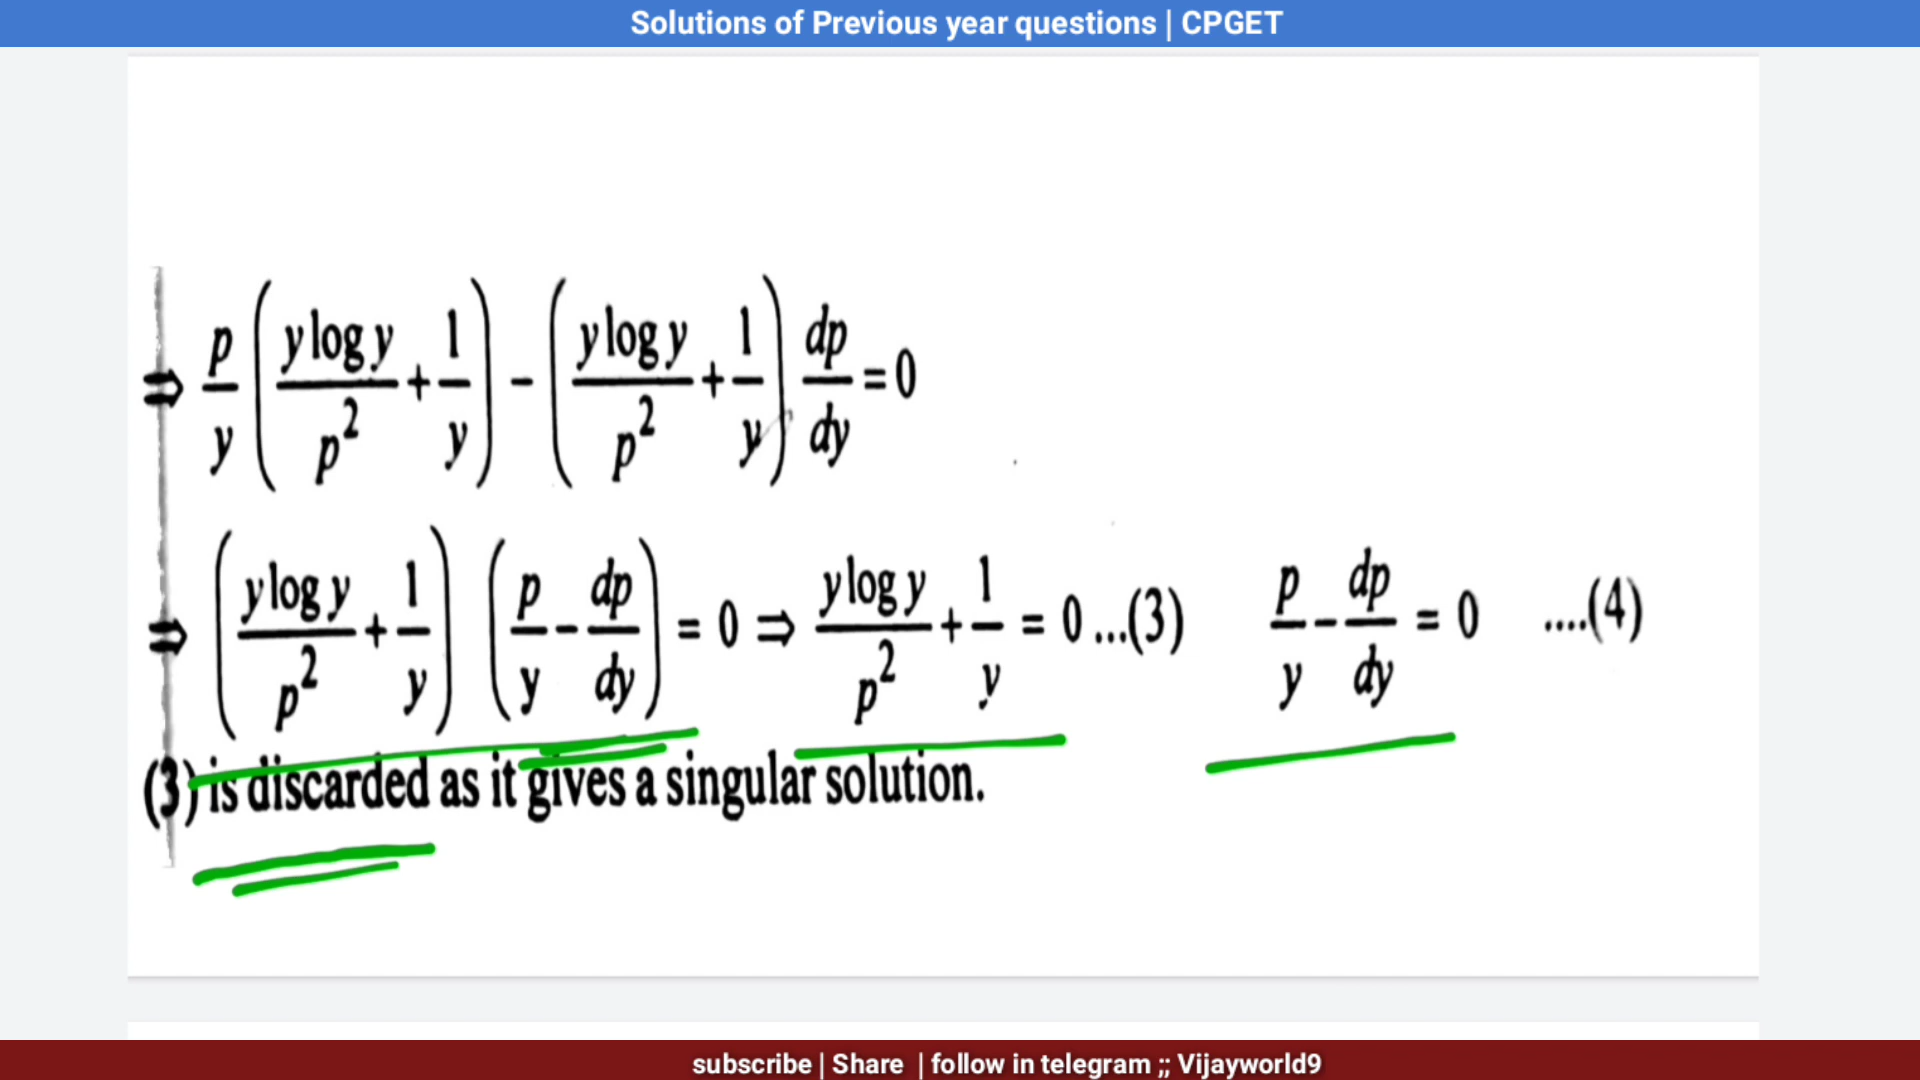 Solutions of Previous year questions | CPGET
⇒ p/y (y log y/p² + 1/y) - (y log y/p² + 1/y) dp/dy = 0
⇒ (y log y/p² + 1/y) (p/y - dp/dy) = 0 ⇒ y log y/p² + 1/y = 0 ...(3) p/y - dp/dy = 0 ....(4)
(3) is discarded as it gives a singular solution.
subscribe | Share | follow in telegram ;; Vijayworld9